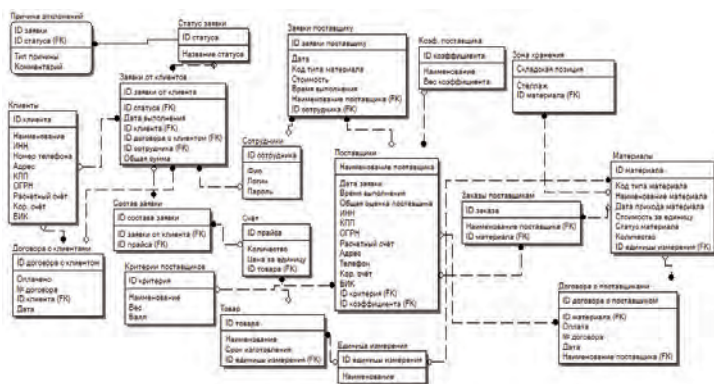 Причина отклонений
ID заявки
ID статуса (FK)
Тип причины
Комментарий
Статус заявки
ID статуса
Название статуса
Заявки поставщику
ID заявки поставщику
Дата
Код типа материала
Стоимость
Время выполнения
Наименование поставщика (FK)
ID сотрудника (FK)
Коэф. поставщика
ID коэффициента
Наименование
Вес коэффициента
Зона хранения
Складская позиция
Стеллаж
ID материала (FK)
Заявки от клиентов
ID заявки от клиента
ID статуса (FK)
Дата выполнения
ID клиента (FK)
ID договора с клиентом (FK)
ID сотрудника (FK)
Общая сумма
Клиенты
ID клиента
Наименование
ИНН
Номер телефона
Адрес
КПП
ОГРН
Расчетный счёт
Кор. счёт
БИК
Сотрудники
ID сотрудника
Фио
Логин
Пароль
Поставщики
Наименование поставщика
Дата заявки
Время выполнения
Общая оценка поставщика
ИНН
КПП
ОГРН
Расчетный счёт
Адрес
Телефон
Кор. счёт
БИК
ID критерия (FK)
ID коэффициента (FK)
Материалы
ID материала
Код типа материала
Наименование материала
Дата прихода материала
Стоимость за единицу
Статус материала
Количество
ID единицы измерения (FK)
Заказы поставщикам
ID заказа
Наименование поставщика (FK)
ID материала (FK)
Состав заявки
ID состава заявки
ID заявки от клиента (FK)
ID прайса (FK)
Счёт
ID прайса
Количество
Цена за единицу
ID товара (FK)
Договора с клиентами
ID договора с клиентом
Оплачено
№ договора
ID клиента (FK)
Дата
Критерии поставщиков
ID критерия
Наименование
Вес
Балл
Товар
ID товара
Наименование
Срок изготовления
ID единицы измерения (FK)
Единица измерения
ID единицы измерения
Наименование
Договора с поставщиками
ID договора с поставщиком
ID материала (FK)
Оплата
№ договора
Дата
Наименование поставщика (FK)